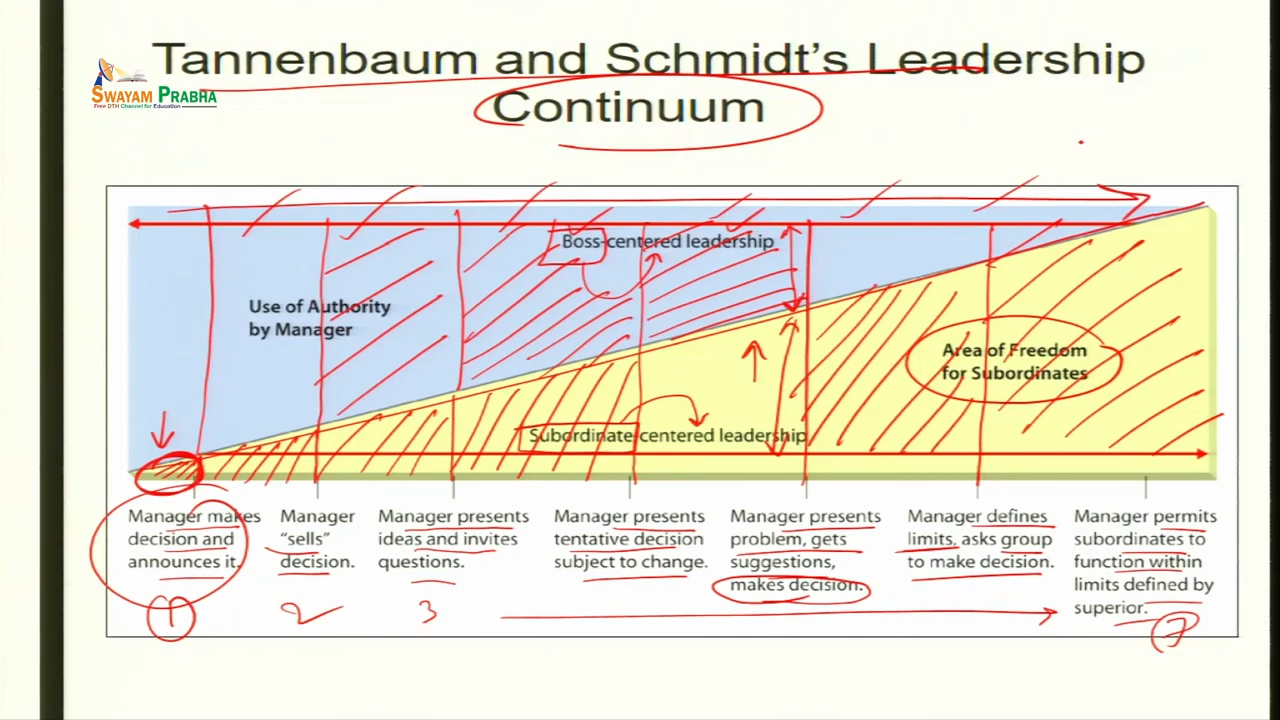 Tannenbaum and Schmidt's Leadership
Continuum
SWAYAM PRABHA
Free DTH Channel for Education
Boss-centered leadership
Use of Authority
by Manager
Area of Freedom
for Subordinates
Subordinate-centered leadership
Manager makes
decision and
announces it.
Manager
“sells”
decision.
Manager presents
ideas and invites
questions.
Manager presents
tentative decision
subject to change.
Manager presents
problem, gets
suggestions,
makes decision.
Manager defines
limits, asks group
to make decision.
Manager permits
subordinates to
function within
limits defined by
superior.
1
2
3
7